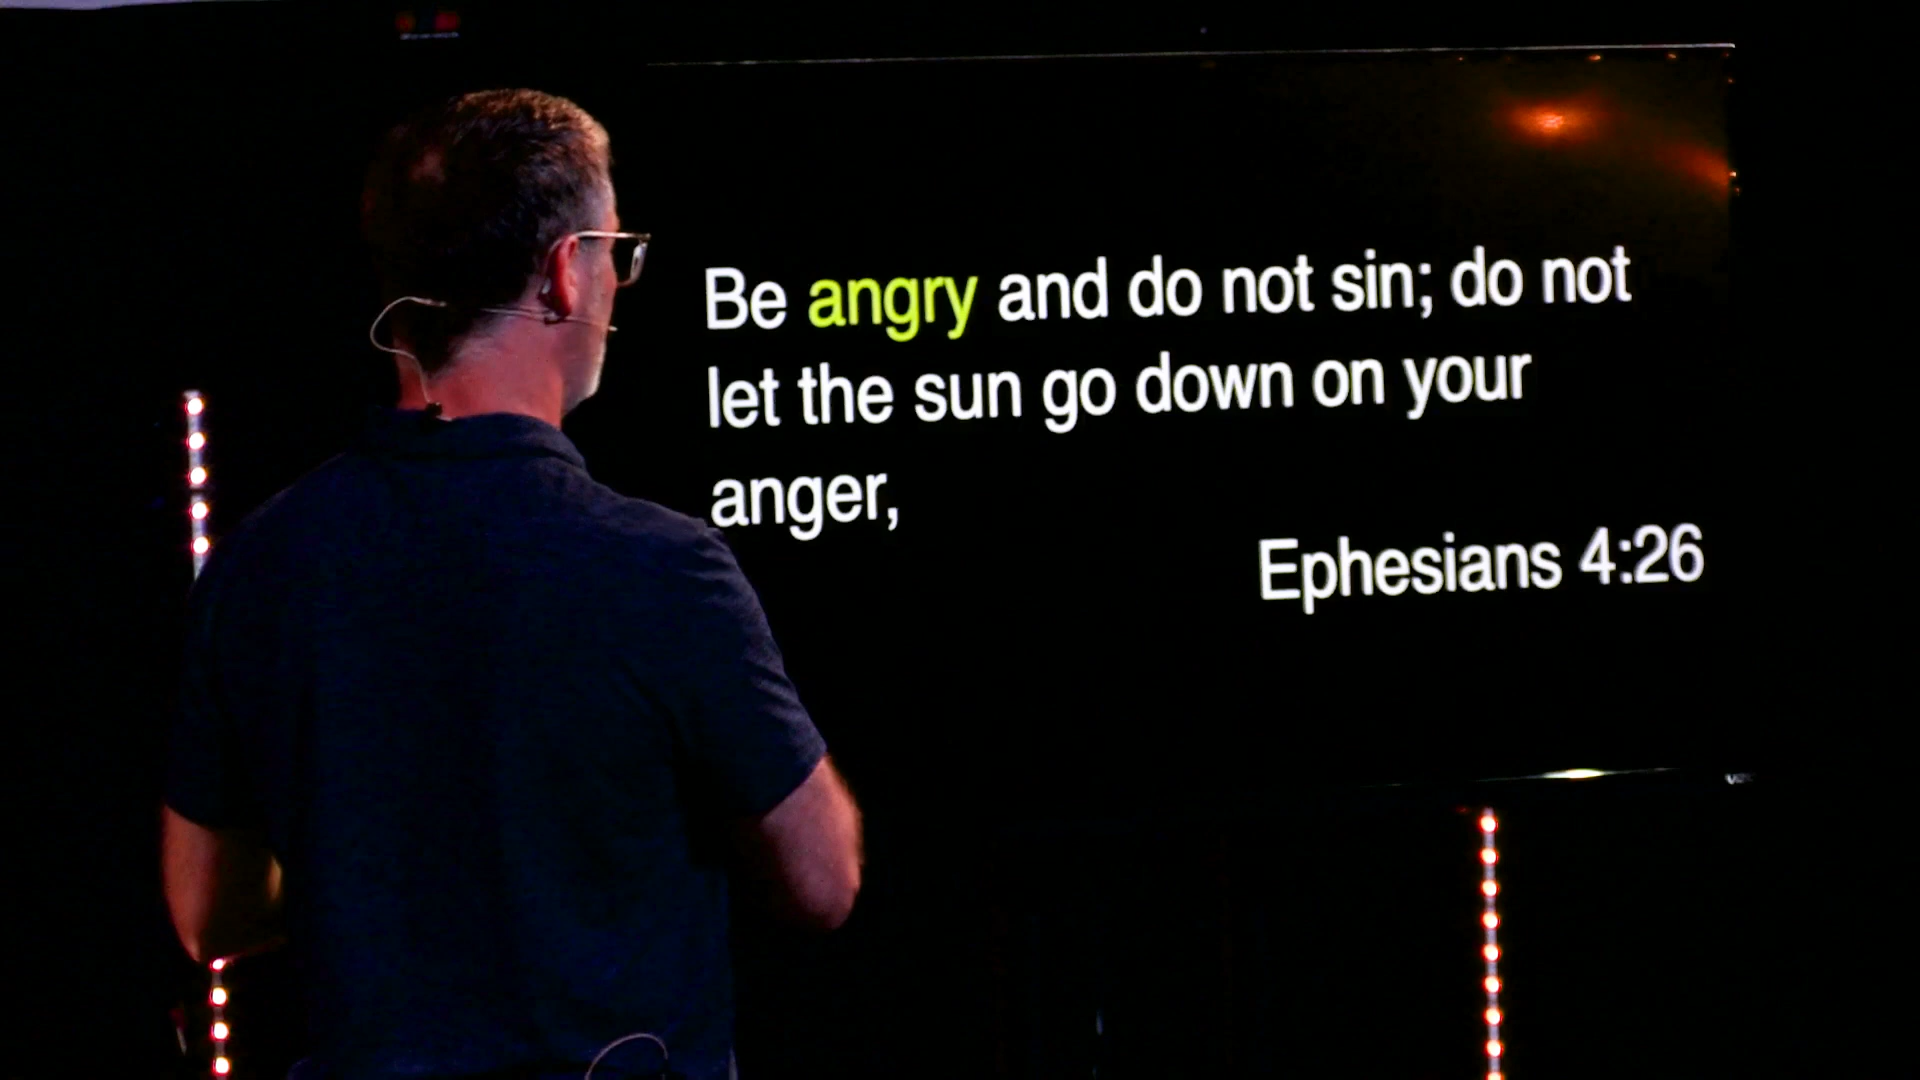 Be angry and do not sin; do not
let the sun go down on your
anger,
Ephesians 4:26